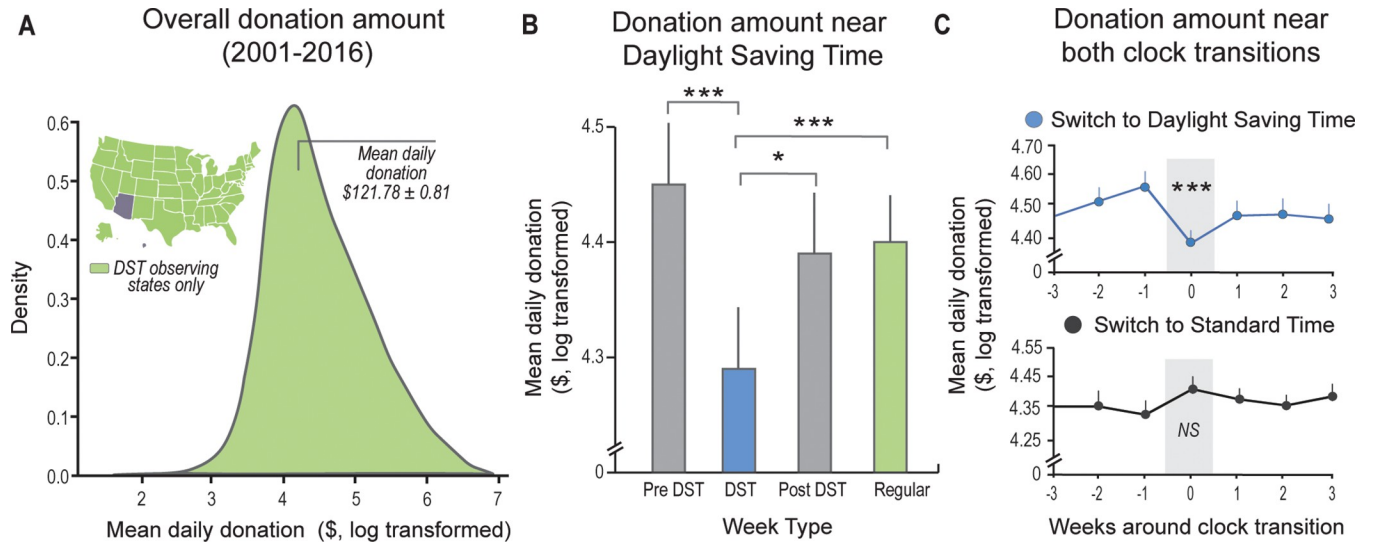 A
Overall donation amount
(2001-2016)
Density
0.6
0.5
0.4
0.3
0.2
0.1
0.0
Mean daily
donation
$121.78 ± 0.81
DST observing
states only
2 3 4 5 6 7
Mean daily donation ($, log transformed)
B
Donation amount near
Daylight Saving Time
Mean daily donation
($, log transformed)
4.5
4.4
4.3
0
***
***
*
Pre DST DST Post DST Regular
Week Type
C
Donation amount near
both clock transitions
Switch to Daylight Saving Time
Mean daily donation
($, log transformed)
4.70
4.60
4.50
4.40
0
***
-3 -2 -1 0 1 2 3
Switch to Standard Time
4.55
4.45
4.35
4.25
0
NS
-3 -2 -1 0 1 2 3
Weeks around clock transition